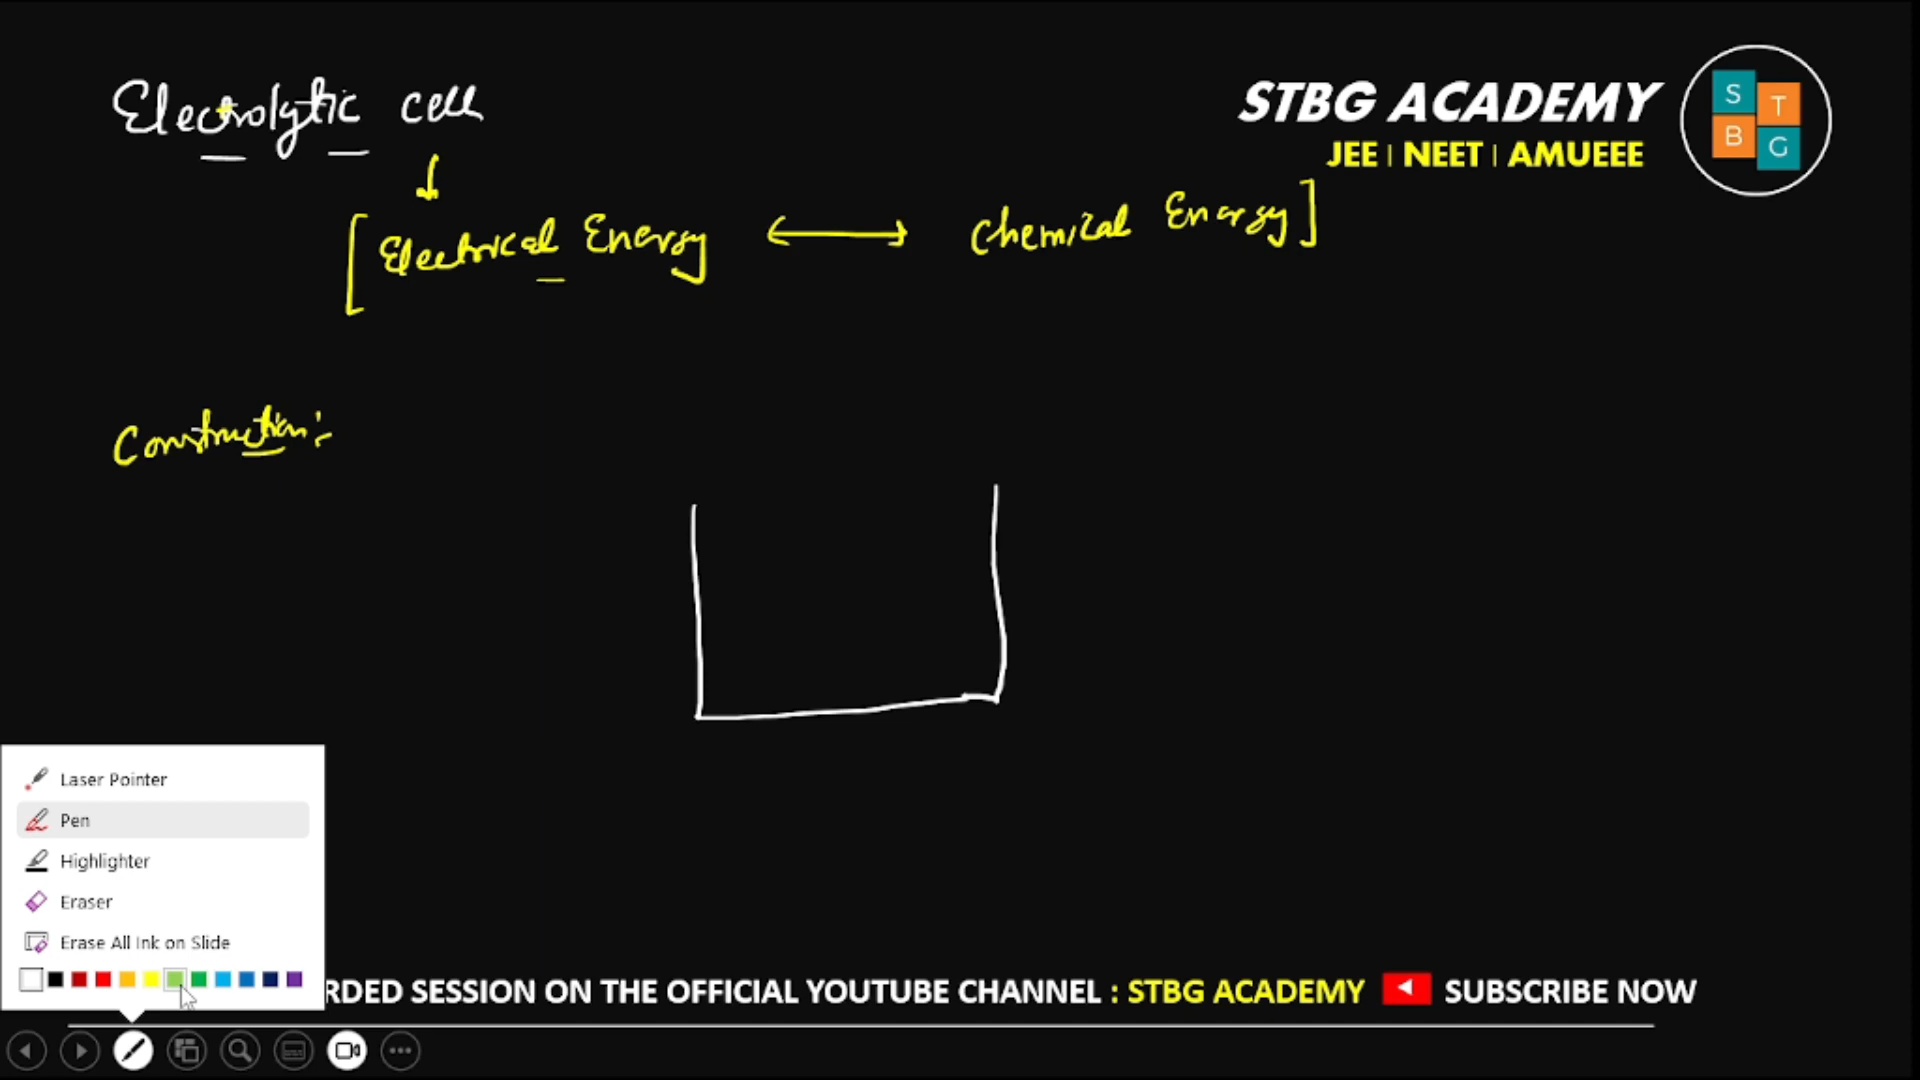 Electrolytic cell
STBG ACADEMY
JEE | NEET | AMUEEE
S T
B G
[Electrical Energy ⟷ Chemical Energy]
Construction:-
Laser Pointer
Pen
Highlighter
Eraser
Erase All Ink on Slide
RDED SESSION ON THE OFFICIAL YOUTUBE CHANNEL : STBG ACADEMY SUBSCRIBE NOW